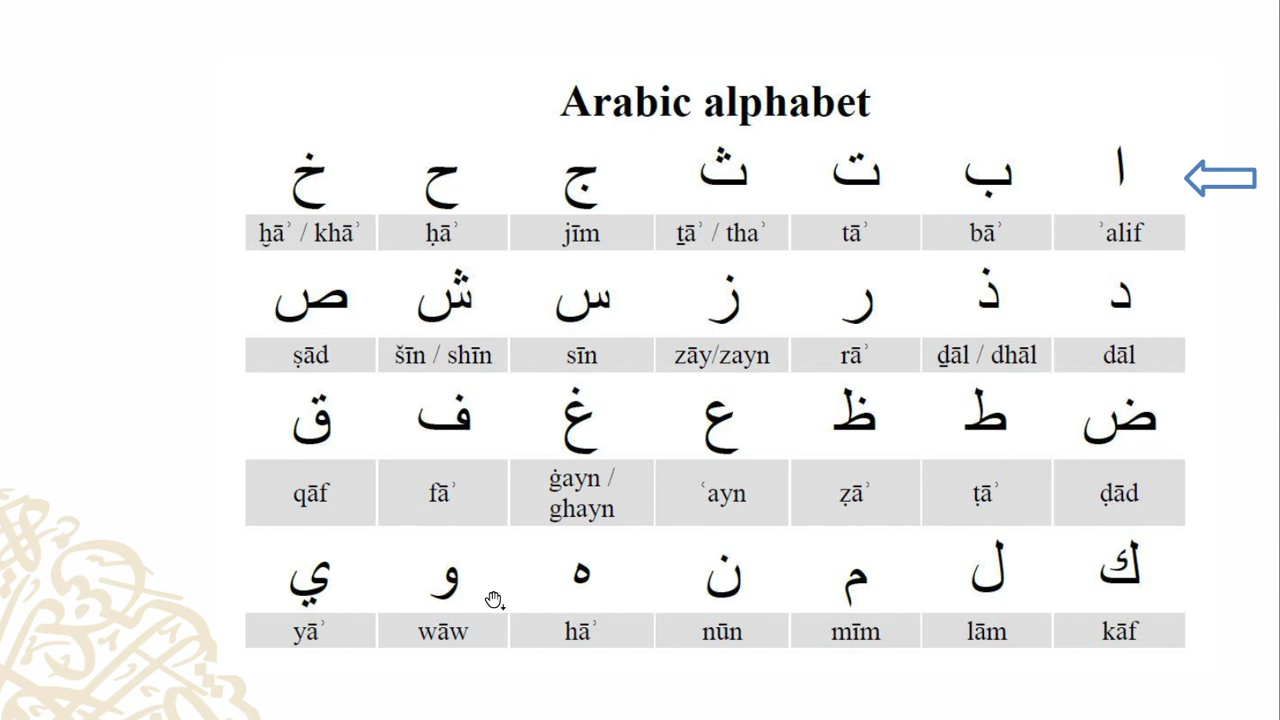 Arabic alphabet
ا ب ت ث ج ح خ
ʾalif bāʾ tāʾ ṯāʾ / thaʾ jīm ḥāʾ ḫāʾ / khāʾ
د ذ ر ز س ش ص
dāl ḏāl / dhāl rāʾ zāy/zayn sīn šīn / shīn ṣād
ض ط ظ ع غ ف ق
ḍād ṭāʾ ẓāʾ ʿayn ġayn / ghayn fāʾ qāf
ك ل م ن ه و ي
kāf lām mīm nūn hāʾ wāw yāʾ